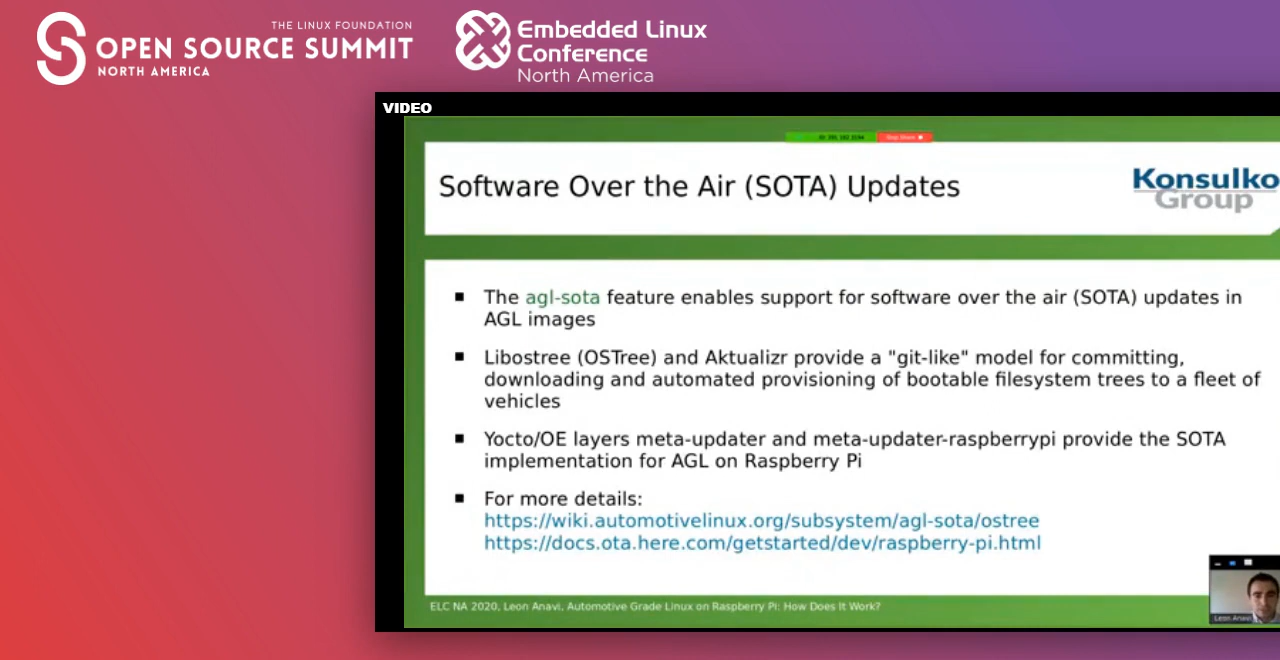 THE LINUX FOUNDATION
OPEN SOURCE SUMMIT
NORTH AMERICA
Embedded Linux
Conference
North America
VIDEO
Stop Share
Software Over the Air (SOTA) Updates
Konsulko
Group
■ The agl-sota feature enables support for software over the air (SOTA) updates in
AGL images
■ Libostree (OSTree) and Aktualizr provide a "git-like" model for committing,
downloading and automated provisioning of bootable filesystem trees to a fleet of
vehicles
■ Yocto/OE layers meta-updater and meta-updater-raspberrypi provide the SOTA
implementation for AGL on Raspberry Pi
■ For more details:
https://wiki.automotivelinux.org/subsystem/agl-sota/ostree
https://docs.ota.here.com/getstarted/dev/raspberry-pi.html
ELC NA 2020, Leon Anavi, Automotive Grade Linux on Raspberry Pi: How Does It Work?
Leon Anavi